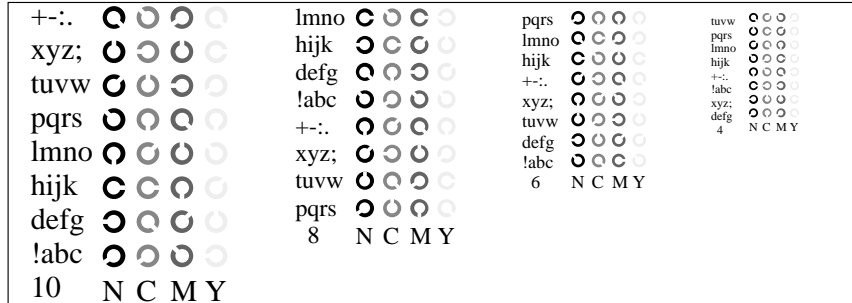 +-:.
xyz;
tuvw
pqrs
lmno
hijk
defg
!abc
10 N C M Y
lmno
hijk
defg
!abc
+-:.
xyz;
tuvw
pqrs
8 N C M Y
pqrs
lmno
hijk
+-:.
xyz;
tuvw
defg
!abc
6 N C M Y
tuvw
pqrs
lmno
hijk
+-:.
!abc
xyz;
defg
4 N C M Y